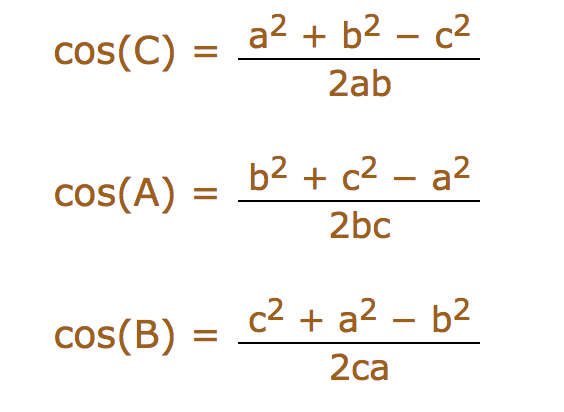 cos(C) = a² + b² − c² / 2ab
cos(A) = b² + c² − a² / 2bc
cos(B) = c² + a² − b² / 2ca